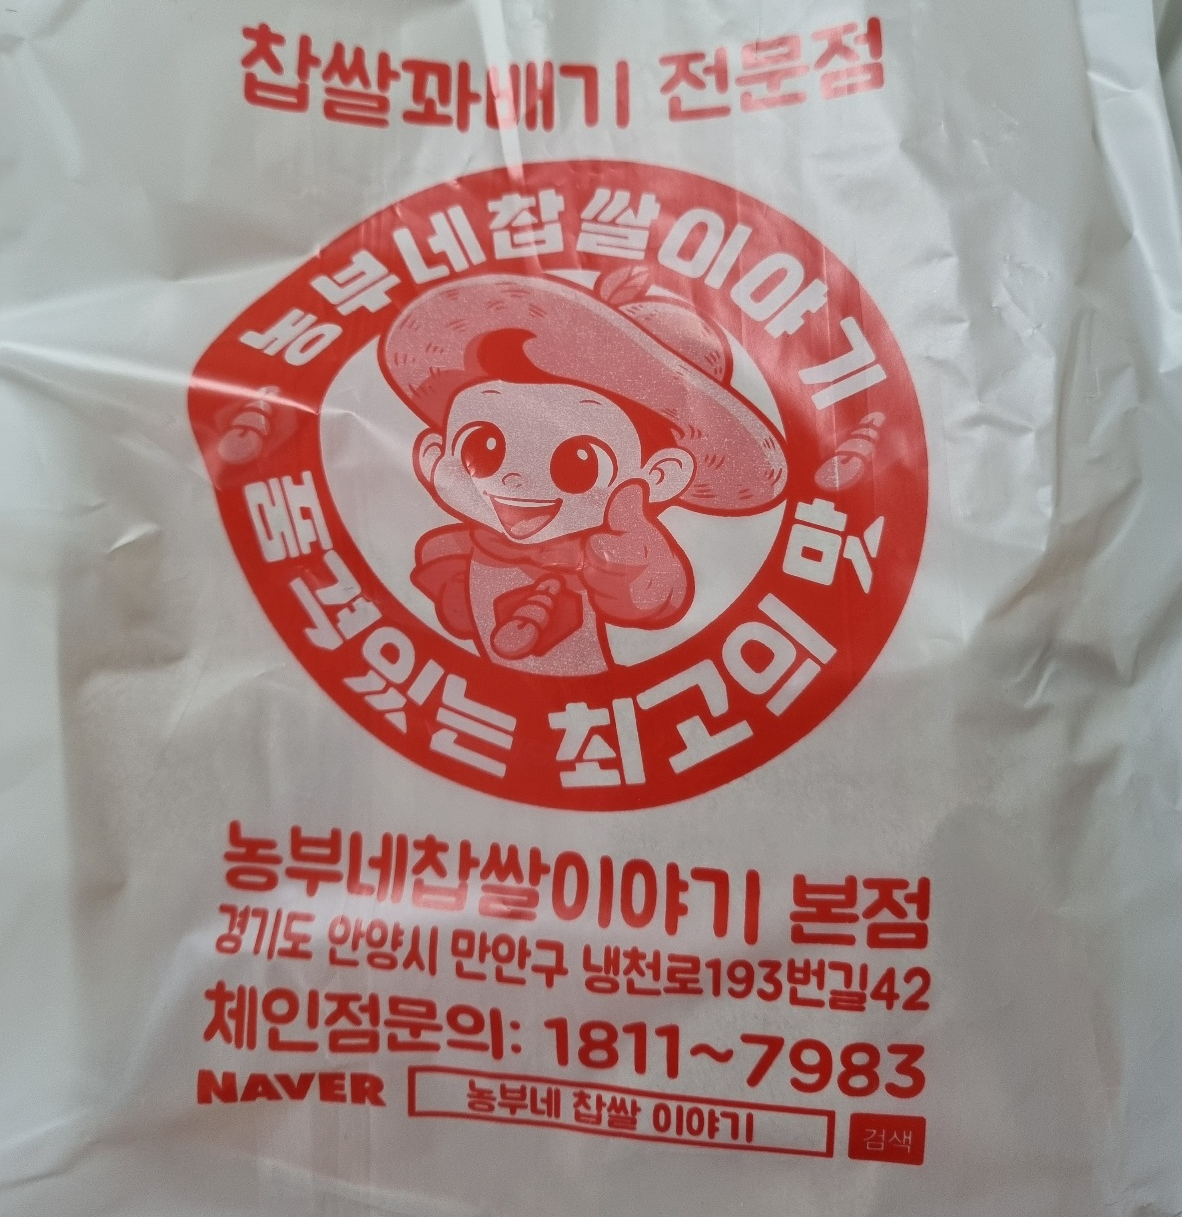 찹쌀꽈배기 전문점
농부네찹쌀이야기
품격있는 최고의 맛
농부네찹쌀이야기 본점
경기도 안양시 만안구 냉천로193번길42
체인점문의: 1811~7983
NAVER 농부네 찹쌀 이야기 검색